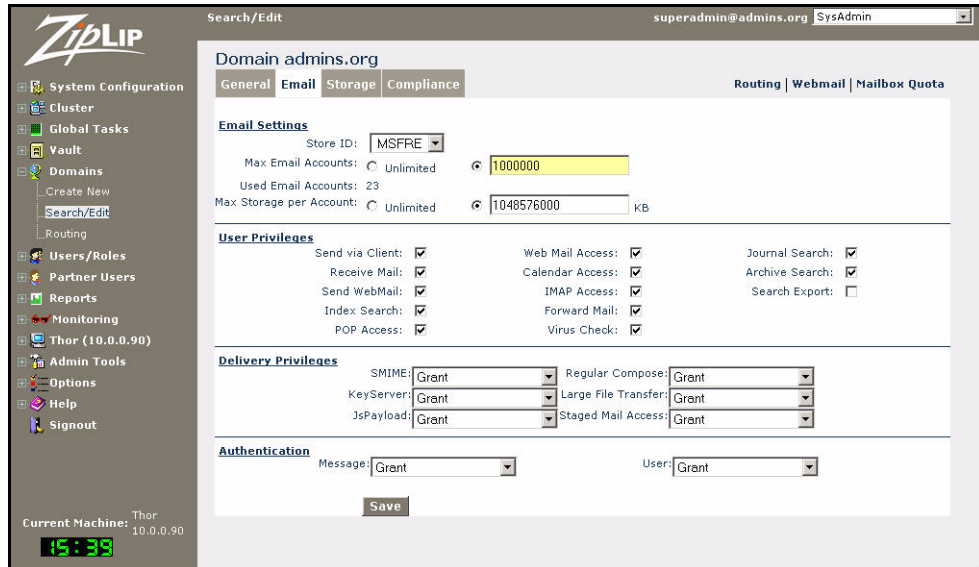 ZipLip
Search/Edit
superadmin@admins.org SysAdmin
System Configuration
Cluster
Global Tasks
Vault
Domains
Create New
Search/Edit
Routing
Users/Roles
Partner Users
Reports
Monitoring
Thor (10.0.0.90)
Admin Tools
Options
Help
Signout
Current Machine: Thor
10.0.0.90
15:39
Domain admins.org
General Email Storage Compliance
Routing | Webmail | Mailbox Quota
Email Settings
Store ID: MSFRE
Max Email Accounts: Unlimited 1000000
Used Email Accounts: 23
Max Storage per Account: Unlimited 1048576000 KB
User Privileges
Send via Client: Web Mail Access: Journal Search:
Receive Mail: Calendar Access: Archive Search:
Send WebMail: IMAP Access: Search Export:
Index Search: Forward Mail:
POP Access: Virus Check:
Delivery Privileges
SMIME: Grant Regular Compose: Grant
KeyServer: Grant Large File Transfer: Grant
JsPayload: Grant Staged Mail Access: Grant
Authentication
Message: Grant User: Grant
Save